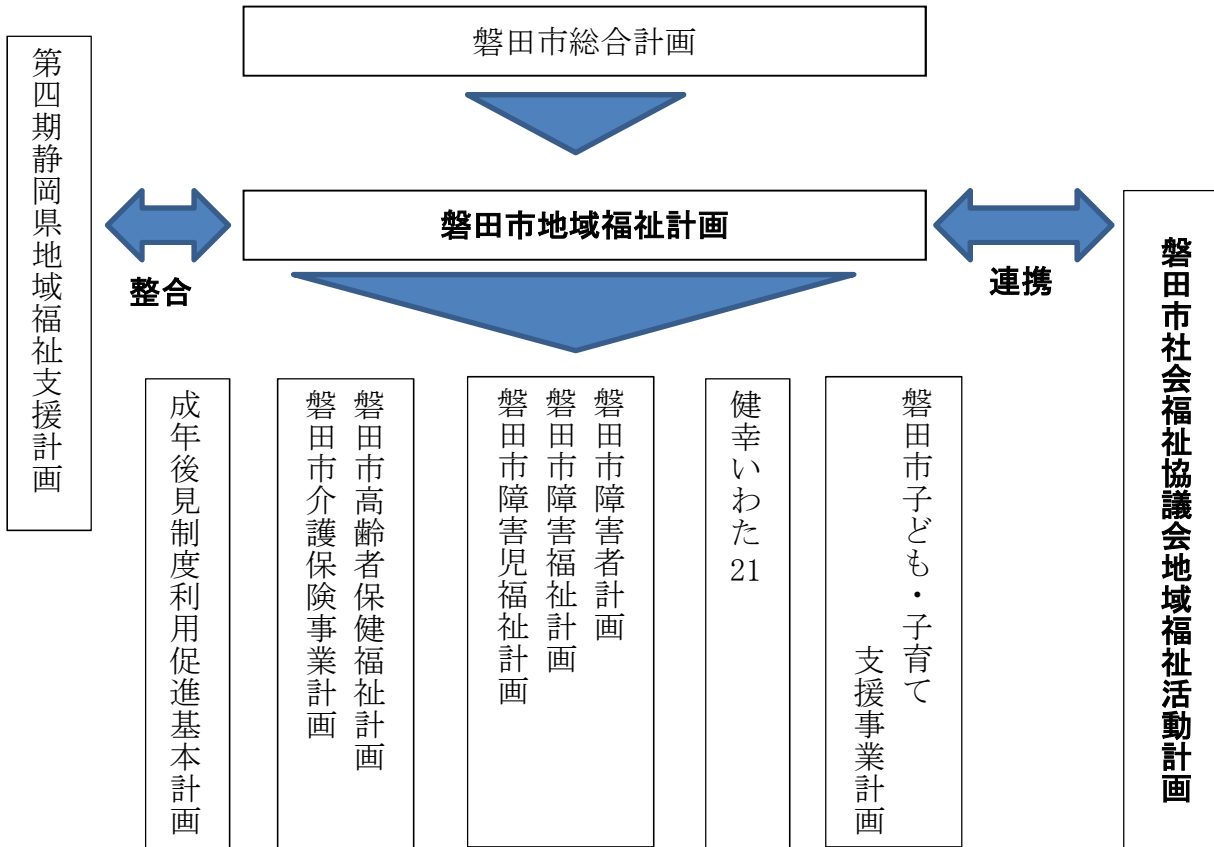 磐田市総合計画
第四期静岡県地域福祉支援計画
磐田市地域福祉計画
整合
連携
磐田市社会福祉協議会地域福祉活動計画
成年後見制度利用促進基本計画
磐田市高齢者保健福祉計画
磐田市介護保険事業計画
磐田市障害者計画
磐田市障害福祉計画
磐田市障害児福祉計画
健幸いわた21
磐田市子ども・子育て
支援事業計画